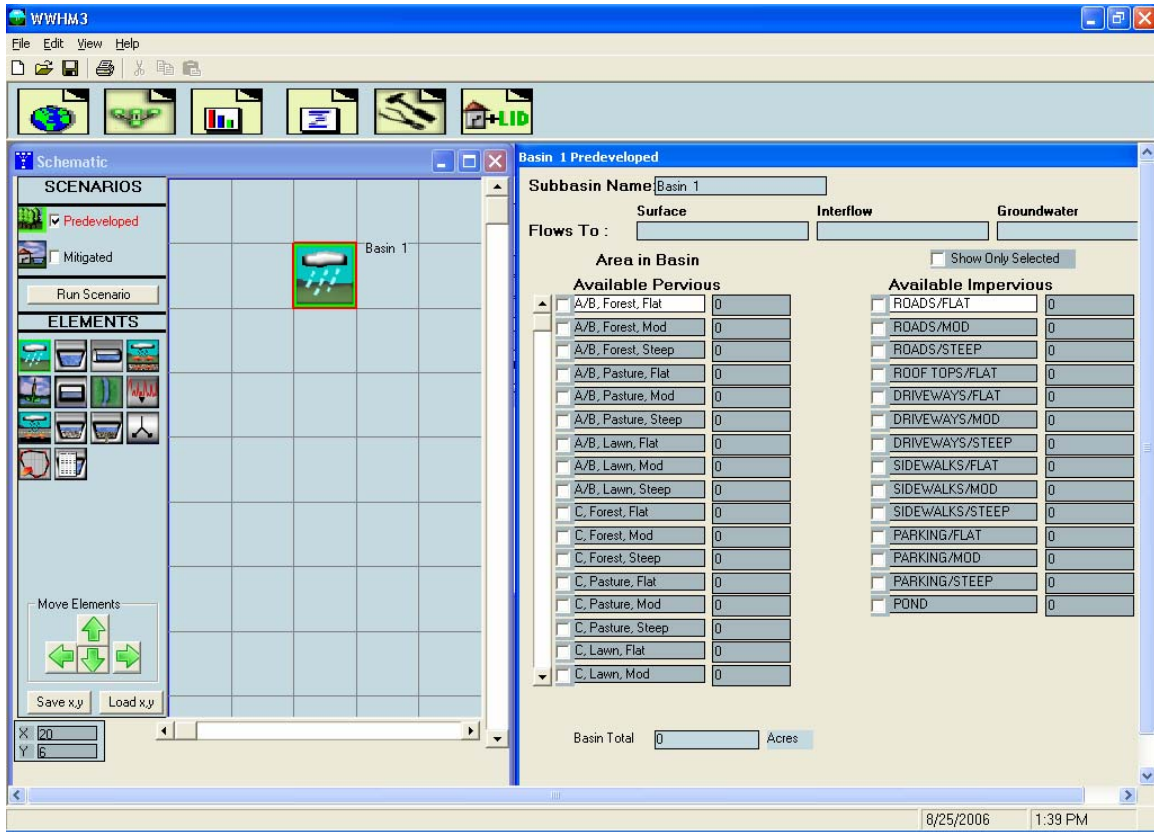 WWHM3
File Edit View Help
+LID
Schematic
SCENARIOS
Predeveloped
Mitigated
Run Scenario
ELEMENTS
Move Elements
Save x,y Load x,y
X 20
Y 6
Basin 1
Basin 1 Predeveloped
Subbasin Name: Basin 1
Surface Interflow Groundwater
Flows To :
Area in Basin Show Only Selected
Available Pervious Available Impervious
A/B, Forest, Flat 0 ROADS/FLAT 0
A/B, Forest, Mod 0 ROADS/MOD 0
A/B, Forest, Steep 0 ROADS/STEEP 0
A/B, Pasture, Flat 0 ROOF TOPS/FLAT 0
A/B, Pasture, Mod 0 DRIVEWAYS/FLAT 0
A/B, Pasture, Steep 0 DRIVEWAYS/MOD 0
A/B, Lawn, Flat 0 DRIVEWAYS/STEEP 0
A/B, Lawn, Mod 0 SIDEWALKS/FLAT 0
A/B, Lawn, Steep 0 SIDEWALKS/MOD 0
C, Forest, Flat 0 SIDEWALKS/STEEP 0
C, Forest, Mod 0 PARKING/FLAT 0
C, Forest, Steep 0 PARKING/MOD 0
C, Pasture, Flat 0 PARKING/STEEP 0
C, Pasture, Mod 0 POND 0
C, Pasture, Steep 0
C, Lawn, Flat 0
C, Lawn, Mod 0
Basin Total 0 Acres
8/25/2006 1:39 PM